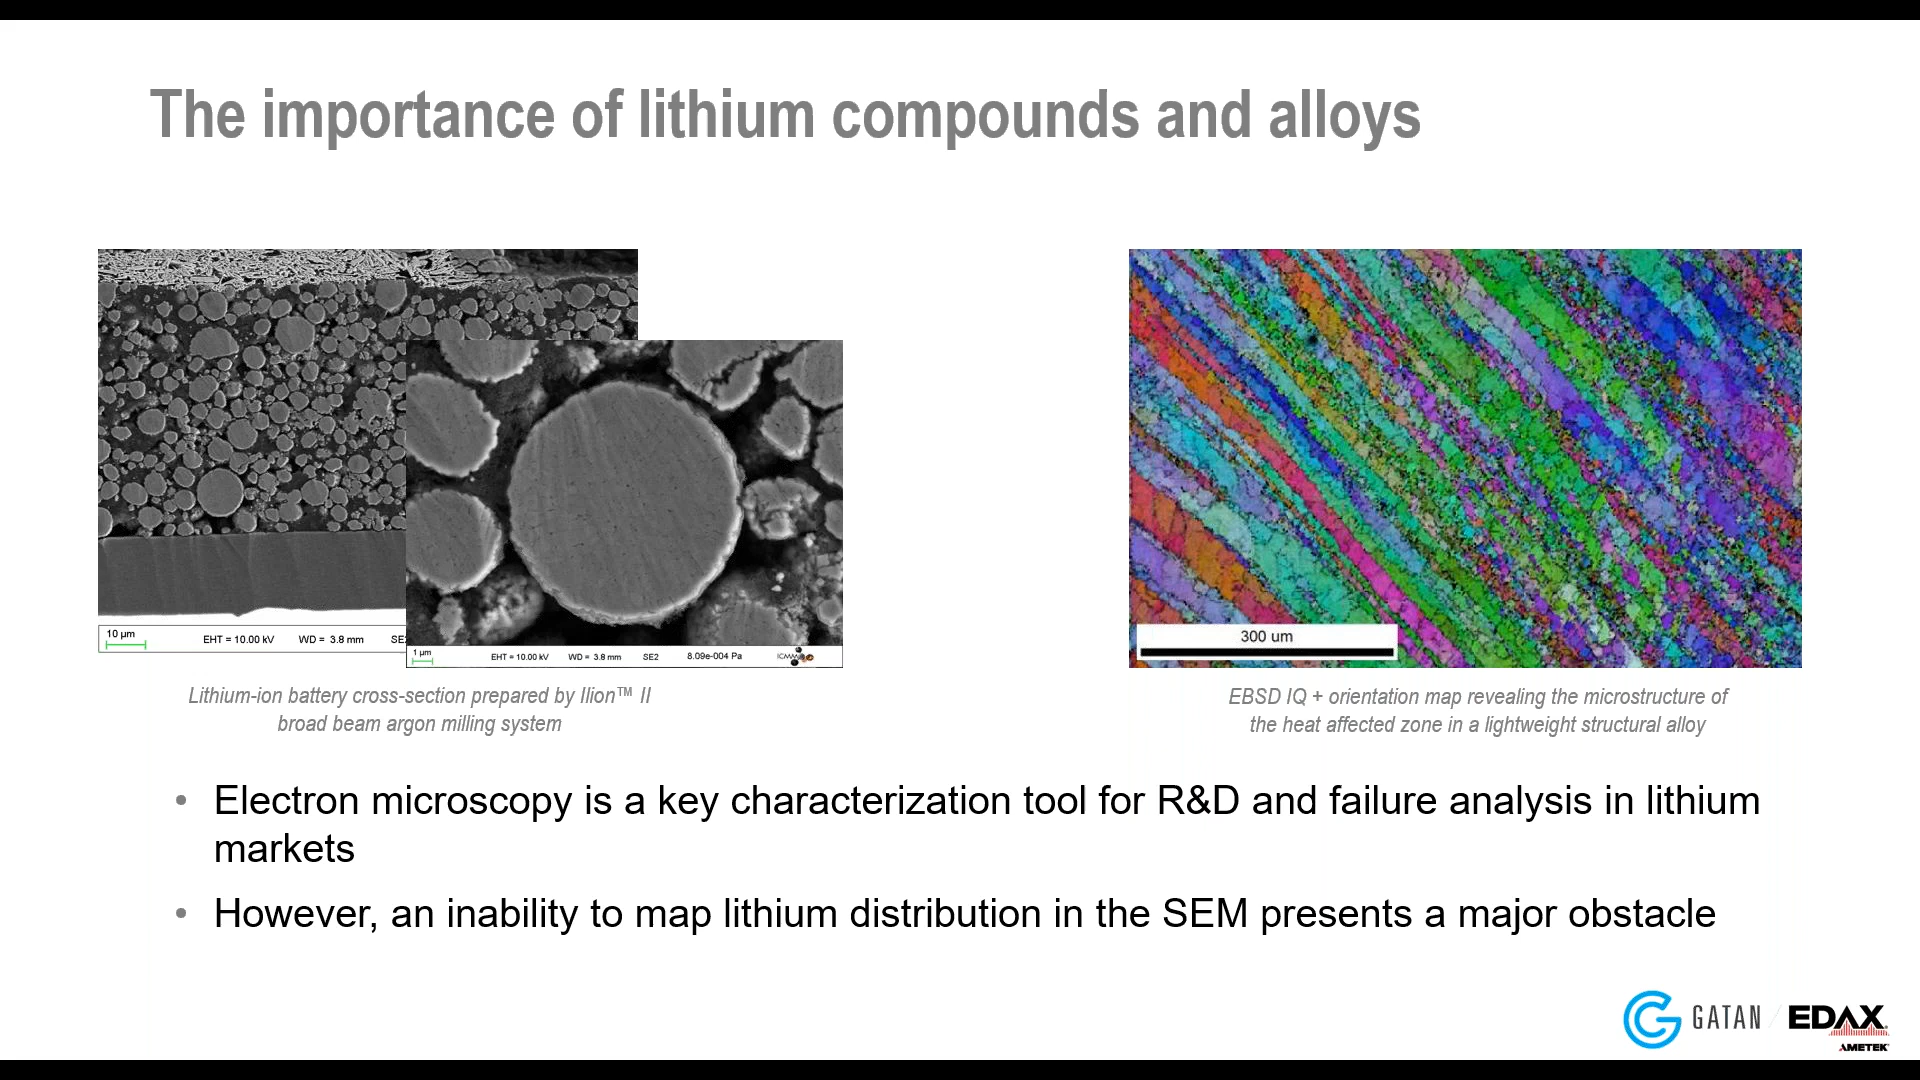 The importance of lithium compounds and alloys
10 µm
EHT = 10.00 kV WD = 3.8 mm
1 µm
EHT = 10.00 kV WD = 3.8 mm SE2 8.09e-004 Pa
300 um
Lithium-ion battery cross-section prepared by Ilion™ II
broad beam argon milling system
EBSD IQ + orientation map revealing the microstructure of
the heat affected zone in a lightweight structural alloy
• Electron microscopy is a key characterization tool for R&D and failure analysis in lithium
markets
• However, an inability to map lithium distribution in the SEM presents a major obstacle
GATAN / EDAX
AMETEK